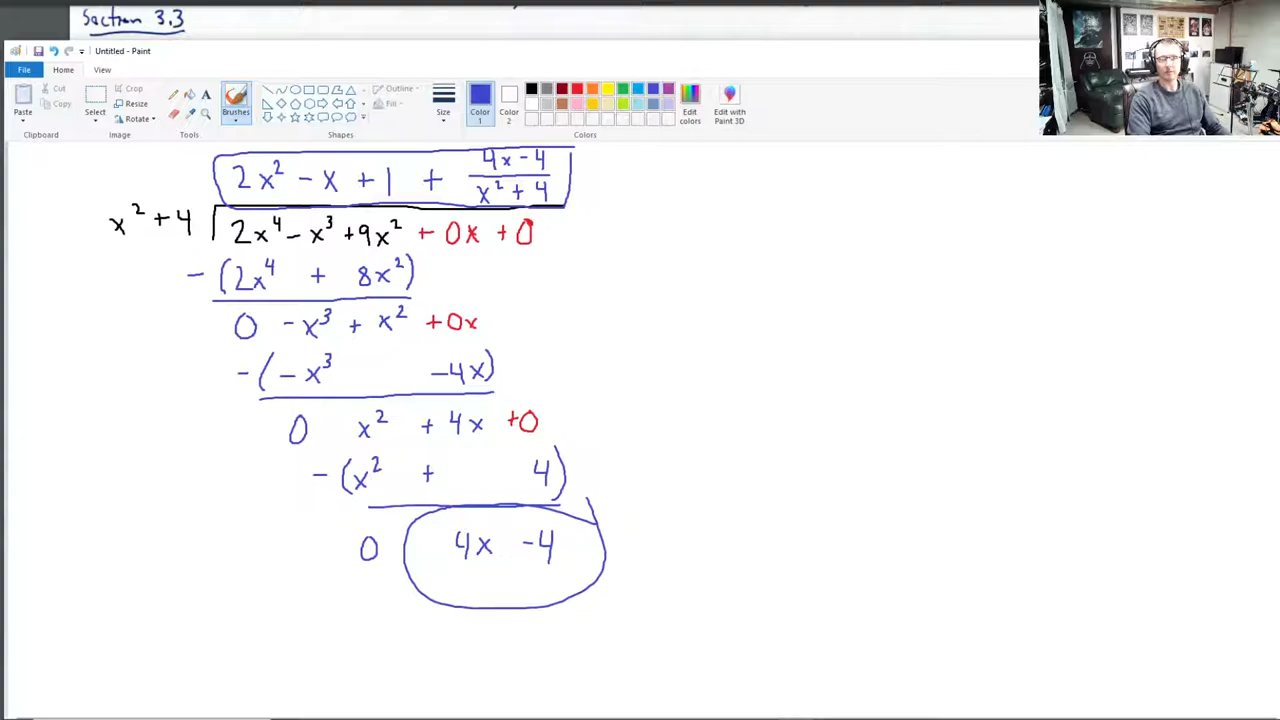 Section 3.3
Untitled - Paint
File Home View
Paste Cut Copy Select Crop Resize Rotate Brushes Outline Fill Size Color 1 Color 2 Edit colors Edit with Paint 3D
Clipboard Image Tools Shapes Colors
2x² - x + 1 + (4x - 4)/(x² + 4)
x² + 4 2x⁴ - x³ + 9x² + 0x + 0
- (2x⁴ + 8x²)
0 - x³ + x² + 0x
- (- x³ - 4x)
0 x² + 4x + 0
- (x² + 4)
0 4x - 4